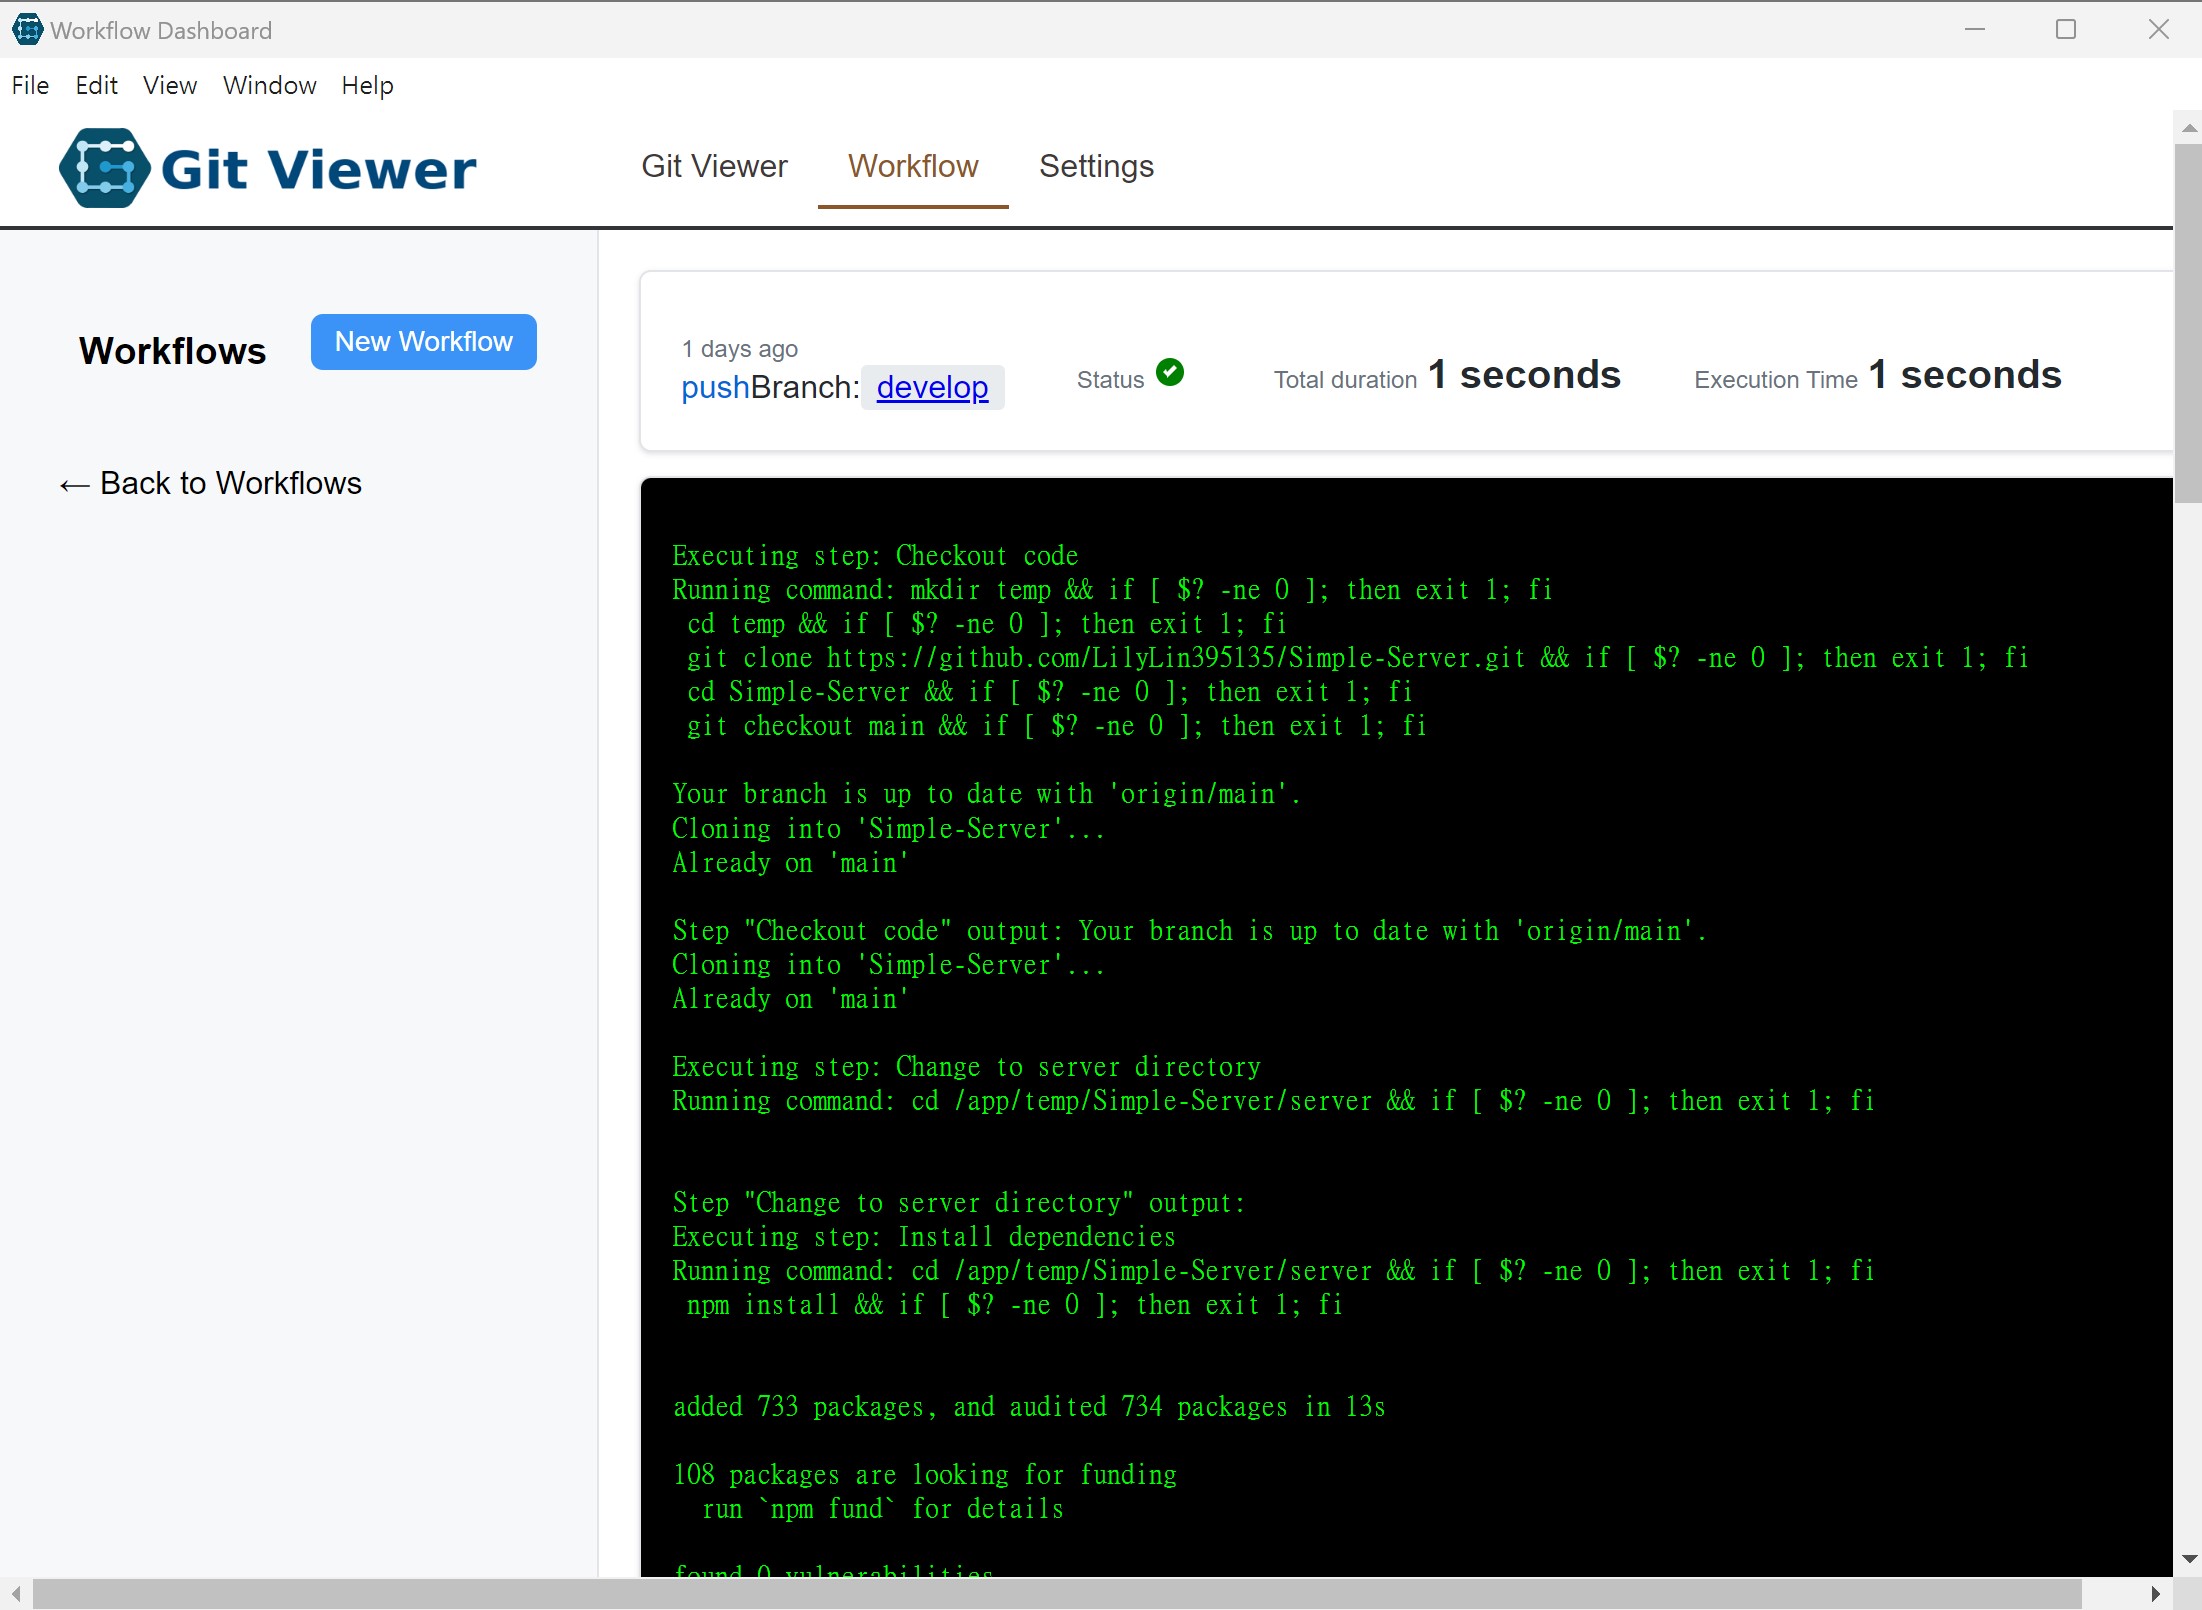 Workflow Dashboard
File Edit View Window Help
Git Viewer
Git Viewer Workflow Settings
Workflows
New Workflow
← Back to Workflows
1 days ago
pushBranch: develop
Status
Total duration 1 seconds
Execution Time 1 seconds
Executing step: Checkout code
Running command: mkdir temp && if [ $? -ne 0 ]; then exit 1; fi
cd temp && if [ $? -ne 0 ]; then exit 1; fi
git clone https://github.com/LilyLin395135/Simple-Server.git && if [ $? -ne 0 ]; then exit 1; fi
cd Simple-Server && if [ $? -ne 0 ]; then exit 1; fi
git checkout main && if [ $? -ne 0 ]; then exit 1; fi
Your branch is up to date with 'origin/main'.
Cloning into 'Simple-Server'...
Already on 'main'
Step "Checkout code" output: Your branch is up to date with 'origin/main'.
Cloning into 'Simple-Server'...
Already on 'main'
Executing step: Change to server directory
Running command: cd /app/temp/Simple-Server/server && if [ $? -ne 0 ]; then exit 1; fi
Step "Change to server directory" output:
Executing step: Install dependencies
Running command: cd /app/temp/Simple-Server/server && if [ $? -ne 0 ]; then exit 1; fi
npm install && if [ $? -ne 0 ]; then exit 1; fi
added 733 packages, and audited 734 packages in 13s
108 packages are looking for funding
run `npm fund` for details
found 0 vulnerabilities